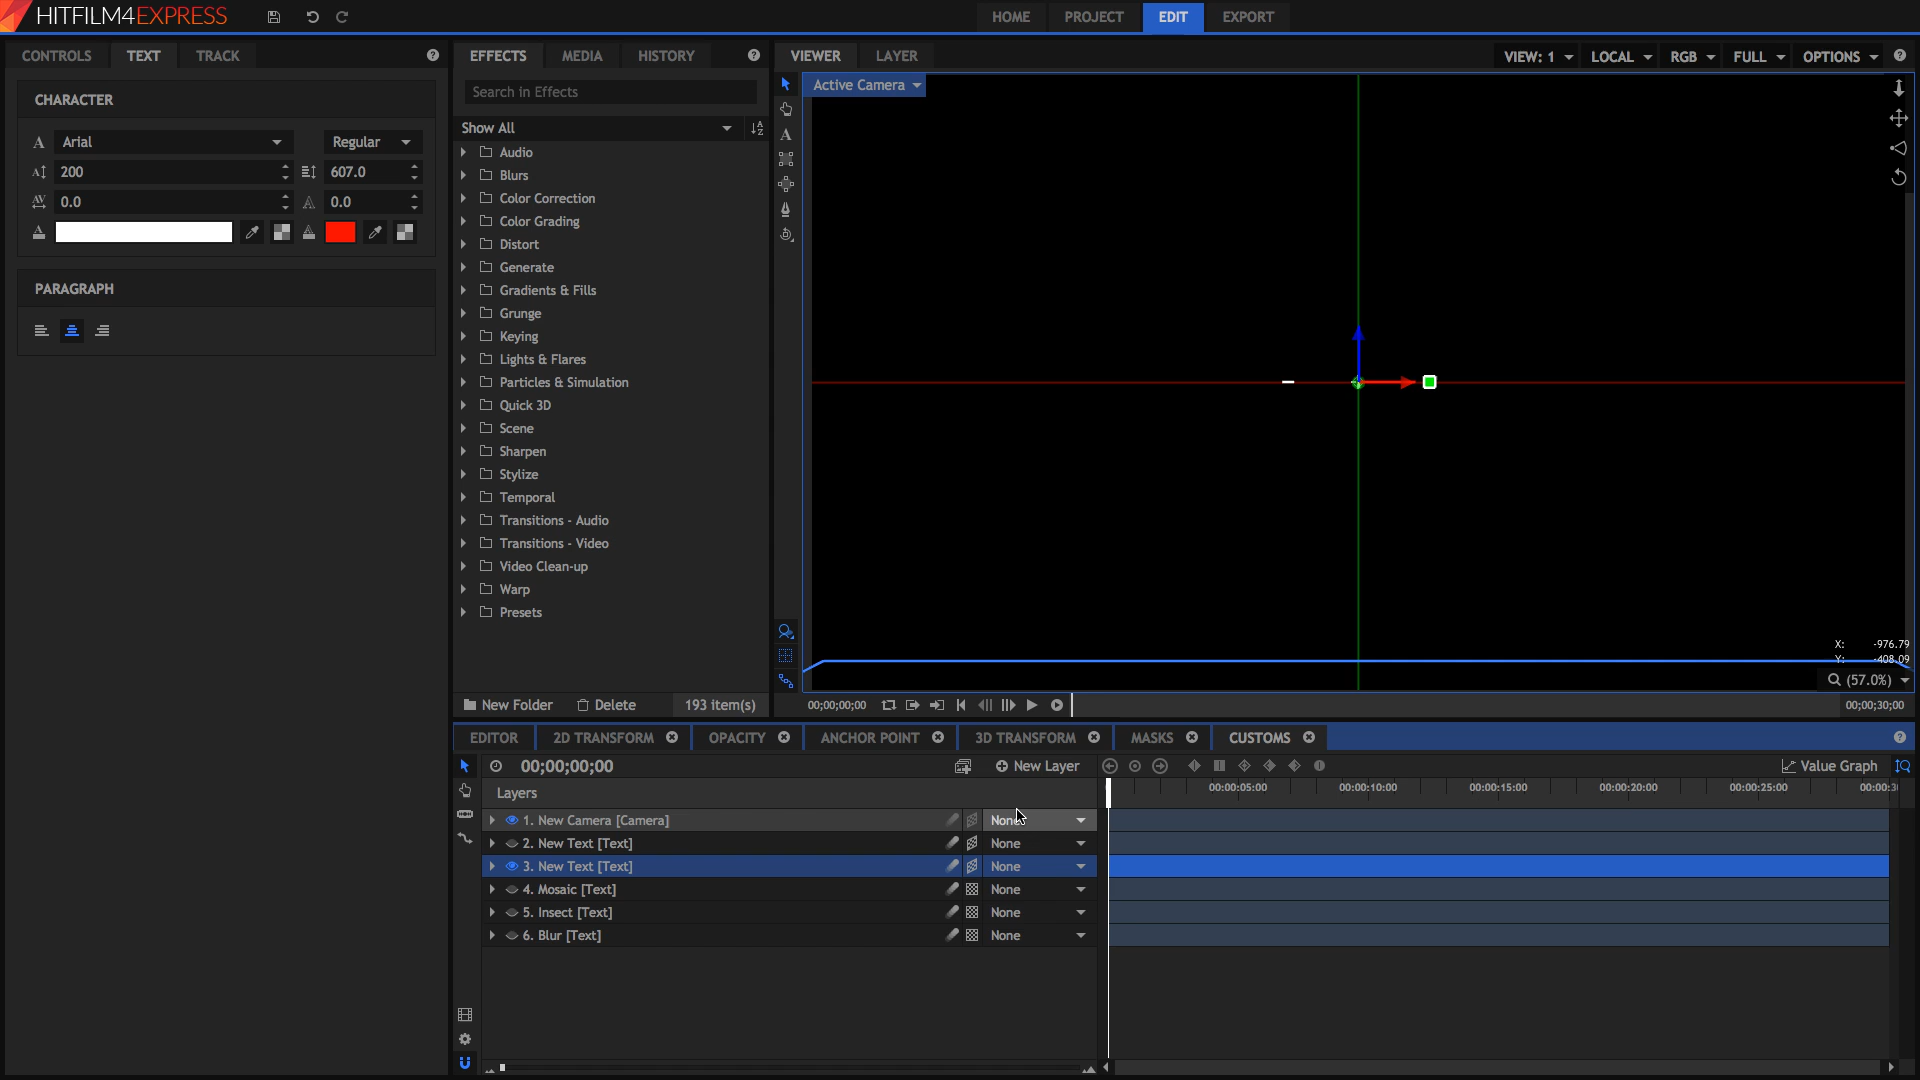 HITFILM4EXPRESS
HOME PROJECT EDIT EXPORT
CONTROLS TEXT TRACK
EFFECTS MEDIA HISTORY
VIEWER LAYER
VIEW: 1 LOCAL RGB FULL OPTIONS
CHARACTER
Arial Regular
200 607.0
0.0 0.0
PARAGRAPH
Search in Effects
Show All
Audio
Blurs
Color Correction
Color Grading
Distort
Generate
Gradients & Fills
Grunge
Keying
Lights & Flares
Particles & Simulation
Quick 3D
Scene
Sharpen
Stylize
Temporal
Transitions - Audio
Transitions - Video
Video Clean-up
Warp
Presets
New Folder Delete 193 item(s)
Active Camera
X: -976.79
Y: -408.09
(57.0%)
00;00;00;00 00;00;30;00
EDITOR 2D TRANSFORM OPACITY ANCHOR POINT 3D TRANSFORM MASKS CUSTOMS
00;00;00;00 New Layer Value Graph
Layers
00:00:05:00 00:00:10:00 00:00:15:00 00:00:20:00 00:00:25:00 00:00:3
1. New Camera [Camera] None
2. New Text [Text] None
3. New Text [Text] None
4. Mosaic [Text] None
5. Insect [Text] None
6. Blur [Text] None